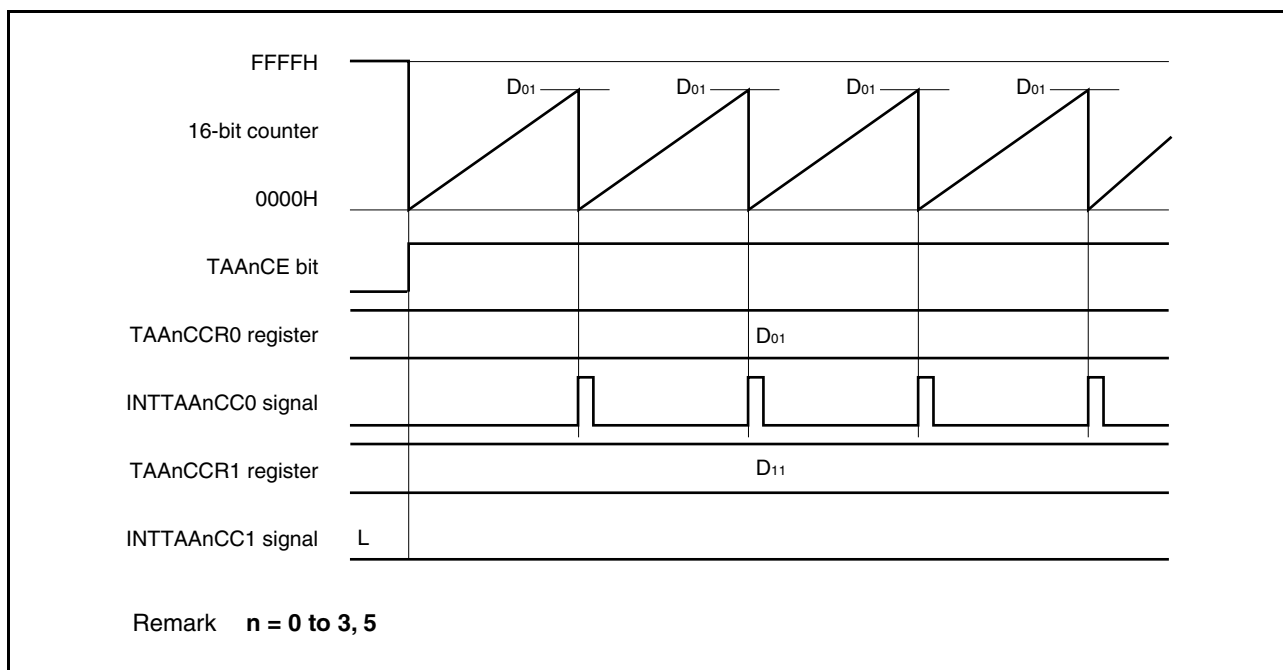 FFFFH
D01 D01 D01 D01
16-bit counter
0000H
TAAnCE bit
TAAnCCR0 register
D01
INTTAAnCC0 signal
TAAnCCR1 register
D11
INTTAAnCC1 signal
L
Remark n = 0 to 3, 5